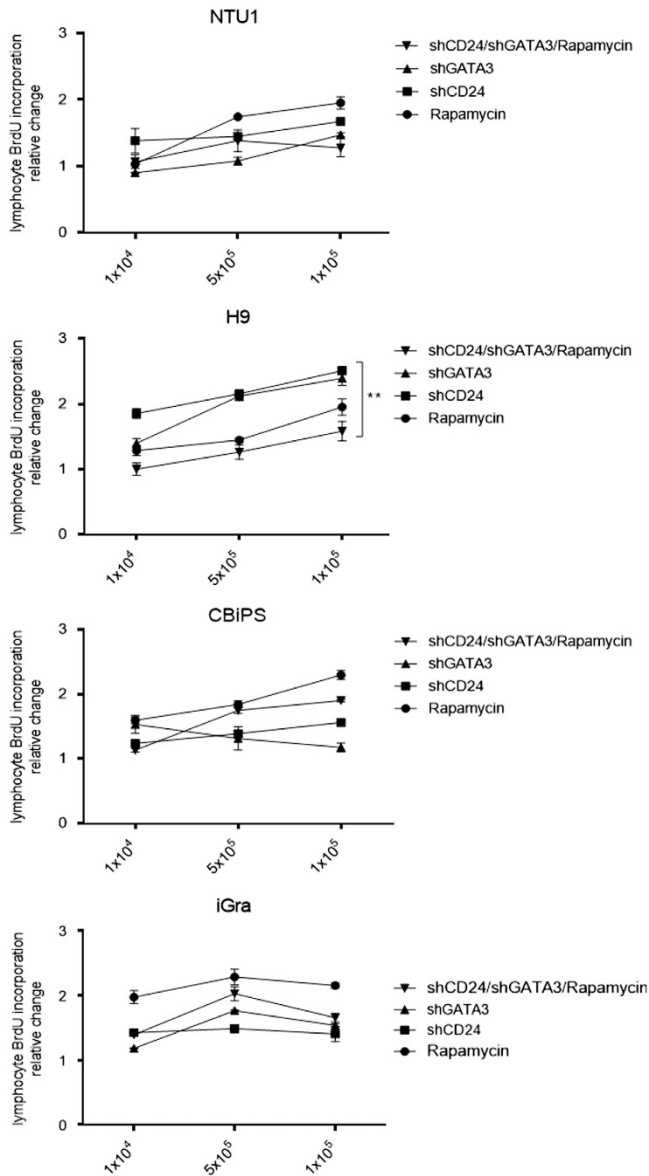 NTU1
lymphocyte BrdU incorporation
relative change
3
2
1
0
1x10⁴
5x10⁵
1x10⁵
shCD24/shGATA3/Rapamycin
shGATA3
shCD24
Rapamycin
H9
lymphocyte BrdU incorporation
relative change
3
2
1
0
1x10⁴
5x10⁵
1x10⁵
**
shCD24/shGATA3/Rapamycin
shGATA3
shCD24
Rapamycin
CBiPS
lymphocyte BrdU incorporation
relative change
3
2
1
0
1x10⁴
5x10⁵
1x10⁵
shCD24/shGATA3/Rapamycin
shGATA3
shCD24
Rapamycin
iGra
lymphocyte BrdU incorporation
relative change
3
2
1
0
1x10⁴
5x10⁵
1x10⁵
shCD24/shGATA3/Rapamycin
shGATA3
shCD24
Rapamycin